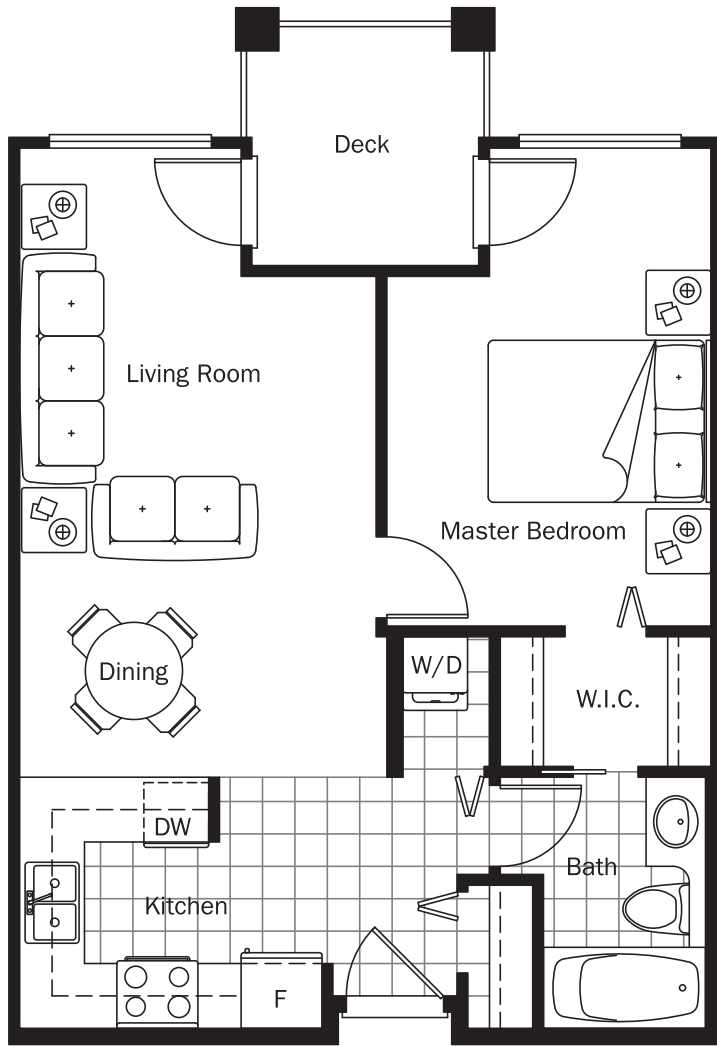 Deck
Living Room
Master Bedroom
Dining
W/D
W.I.C.
DW
Bath
Kitchen
F